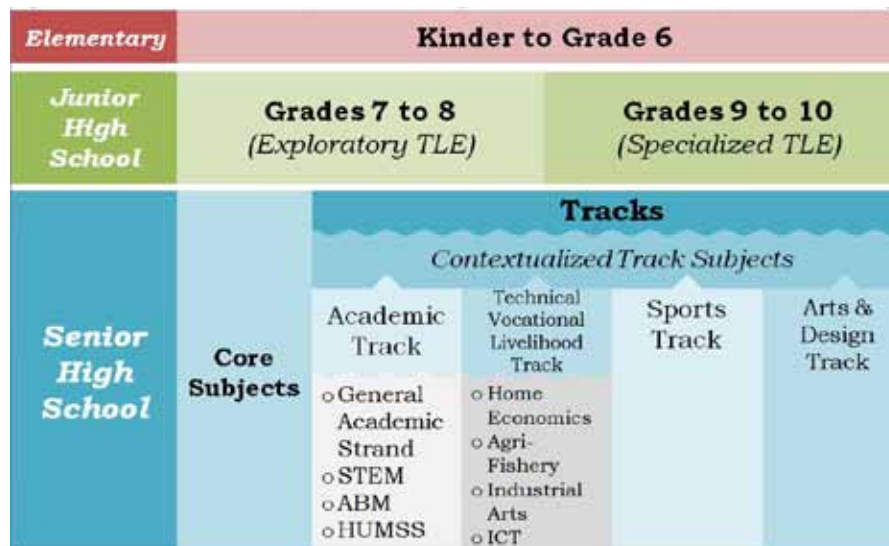 Elementary
Kinder to Grade 6
Junior
High
School
Grades 7 to 8
(Exploratory TLE)
Grades 9 to 10
(Specialized TLE)
Senior
High
School
Core
Subjects
Tracks
Contextualized Track Subjects
Academic
Track
o General
Academic
Strand
o STEM
o ABM
o HUMSS
Technical
Vocational
Livelihood
Track
o Home
Economics
o Agri-
Fishery
o Industrial
Arts
o ICT
Sports
Track
Arts &
Design
Track